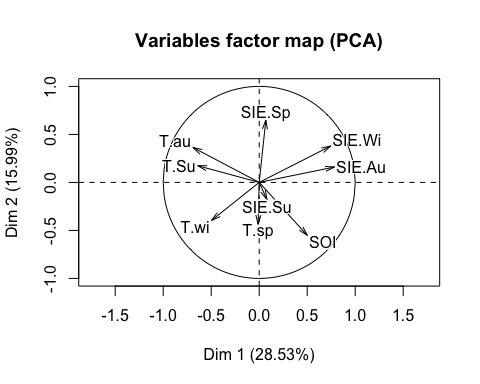 Variables factor map (PCA)
Dim 2 (15.99%)
1.0
0.5
0.0
-0.5
-1.0
SIE.Sp
T.au
SIE.Wi
T.Su
SIE.Au
SIE.Su
T.wi
T.sp
SOI
-1.5 -1.0 -0.5 0.0 0.5 1.0 1.5
Dim 1 (28.53%)